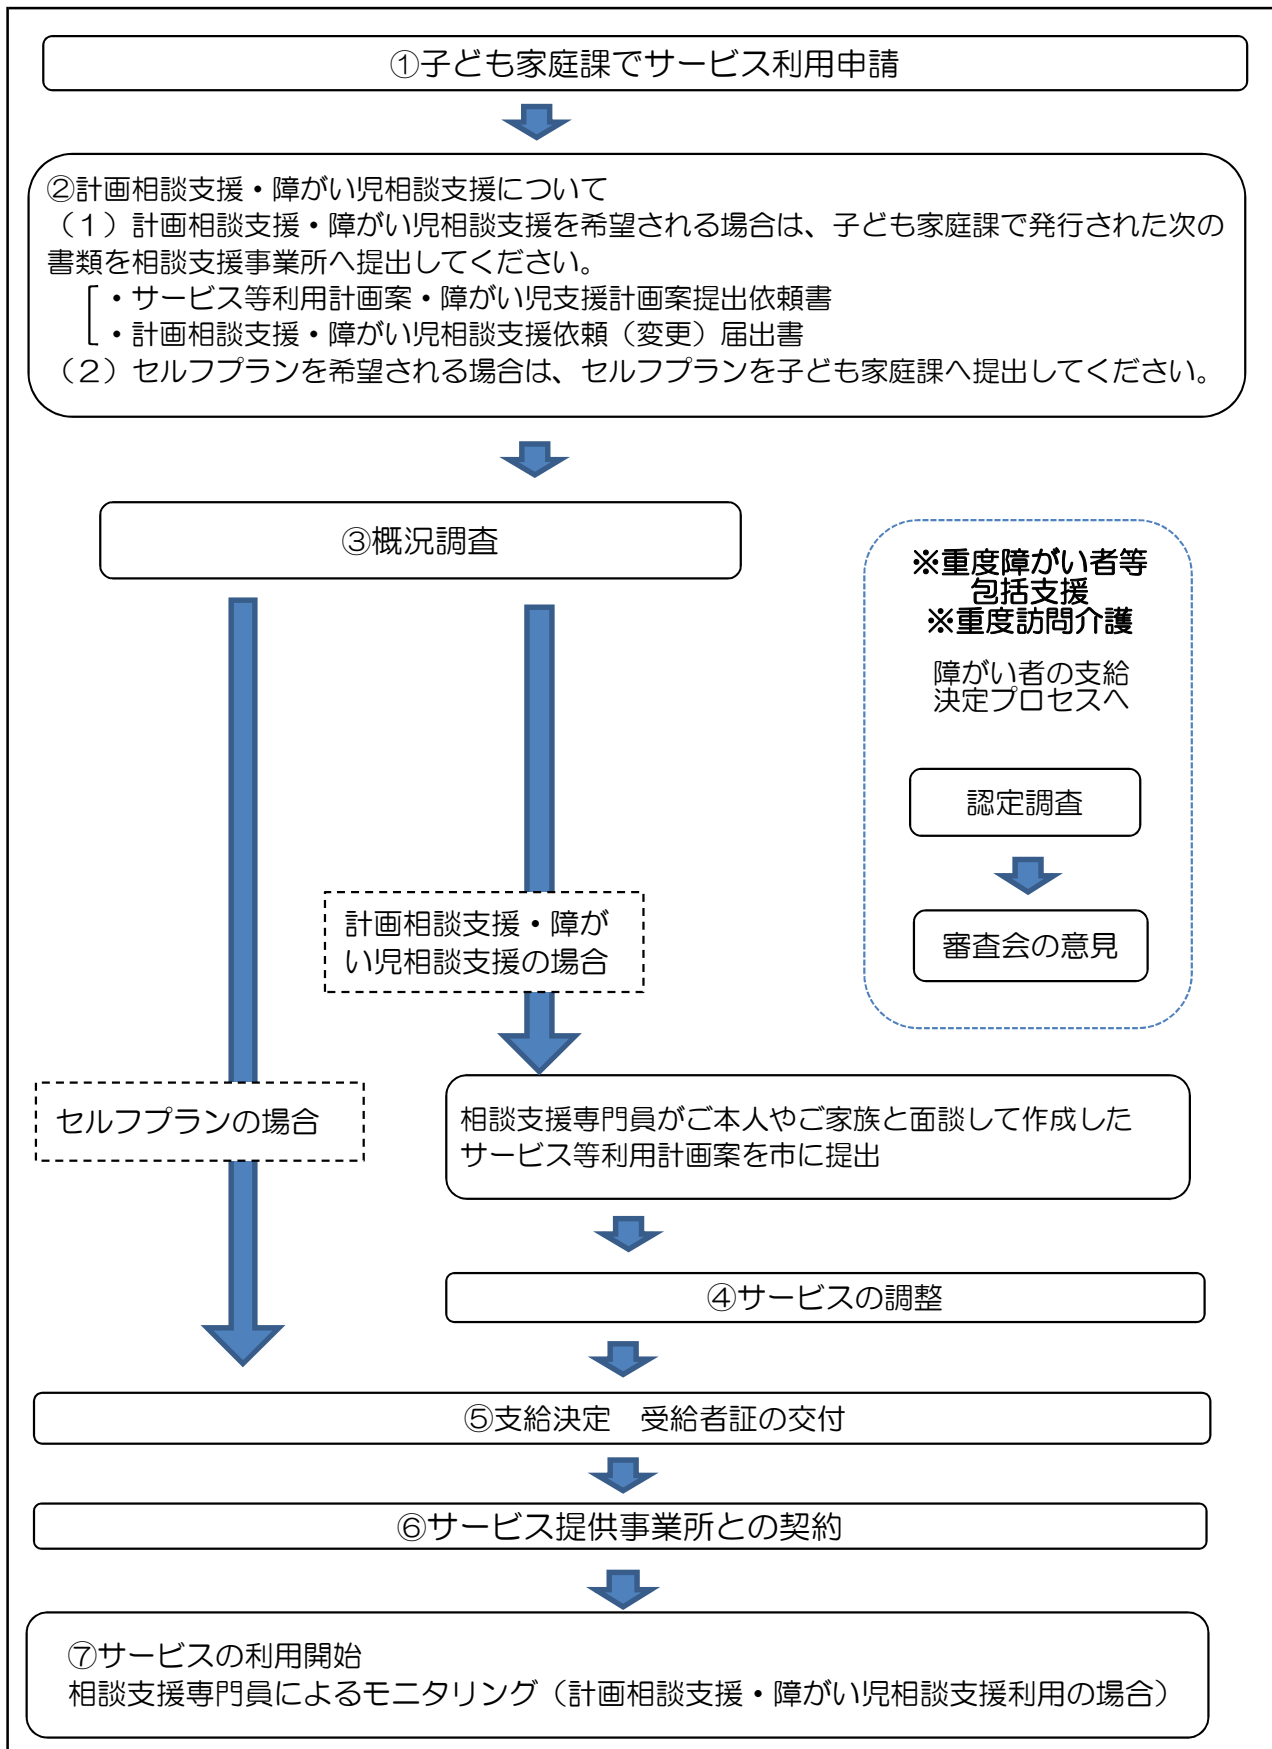 ①子ども家庭課でサービス利用申請
②計画相談支援・障がい児相談支援について
（１）計画相談支援・障がい児相談支援を希望される場合は、子ども家庭課で発行された次の
書類を相談支援事業所へ提出してください。
・サービス等利用計画案・障がい児支援計画案提出依頼書
・計画相談支援・障がい児相談支援依頼（変更）届出書
（２）セルフプランを希望される場合は、セルフプランを子ども家庭課へ提出してください。
③概況調査
※重度障がい者等
包括支援
※重度訪問介護
障がい者の支給
決定プロセスへ
認定調査
審査会の意見
計画相談支援・障が
い児相談支援の場合
セルフプランの場合
相談支援専門員がご本人やご家族と面談して作成した
サービス等利用計画案を市に提出
④サービスの調整
⑤支給決定　受給者証の交付
⑥サービス提供事業所との契約
⑦サービスの利用開始
相談支援専門員によるモニタリング（計画相談支援・障がい児相談支援利用の場合）